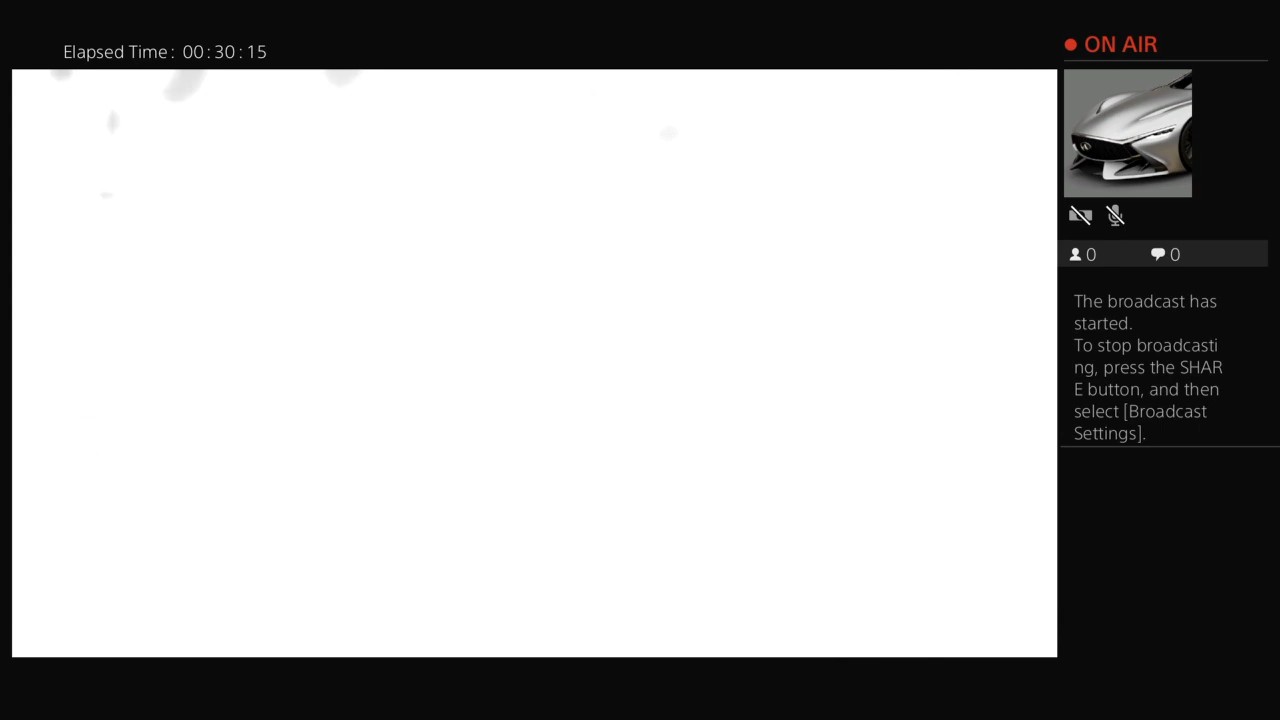 Elapsed Time: 00:30:15
ON AIR
0 0
The broadcast has
started.
To stop broadcasti
ng, press the SHAR
E button, and then
select [Broadcast
Settings].